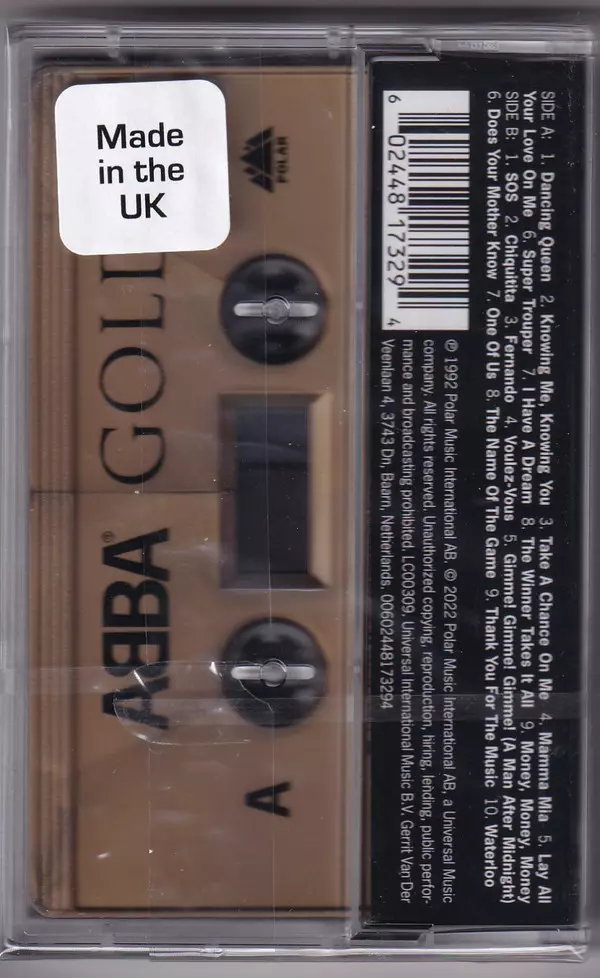 Made
in the
UK
POLAR
ABBA® GOLD
A
SIDE A: 1. Dancing Queen 2. Knowing Me, Knowing You 3. Take A Chance On Me 4. Mamma Mia 5. Lay All
Your Love On Me 6. Super Trouper 7. I Have A Dream 8. The Winner Takes It All 9. Money, Money, Money
SIDE B: 1. SOS 2. Chiquitita 3. Fernando 4. Voulez-Vous 5. Gimme! Gimme! Gimme! (A Man After Midnight)
6. Does Your Mother Know 7. One Of Us 8. The Name Of The Game 9. Thank You For The Music 10. Waterloo
6 02448 17329 4
℗ 1992 Polar Music International AB. © 2022 Polar Music International AB, a Universal Music
company. All rights reserved. Unauthorized copying, reproduction, hiring, lending, public perfor-
mance and broadcasting prohibited. LC00309. Universal International Music B.V. Gerrit Van Der
Veenlaan 4, 3743 Dn, Baarn, Netherlands, 00602448173294